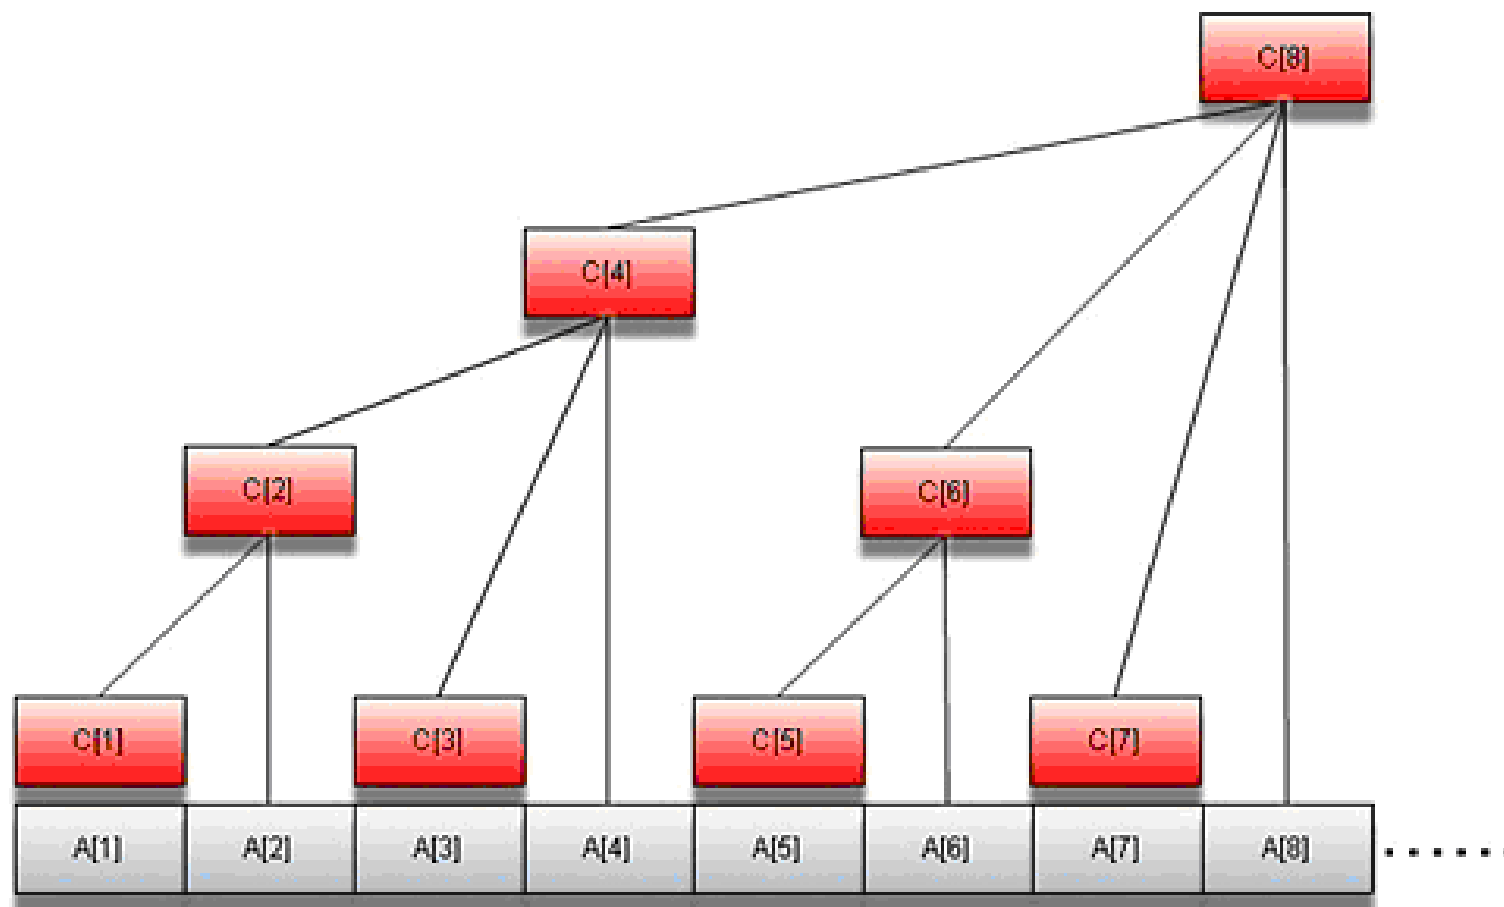 C[8]
C[4]
C[2] C[6]
C[1] C[3] C[5] C[7]
A[1] A[2] A[3] A[4] A[5] A[6] A[7] A[8] ......